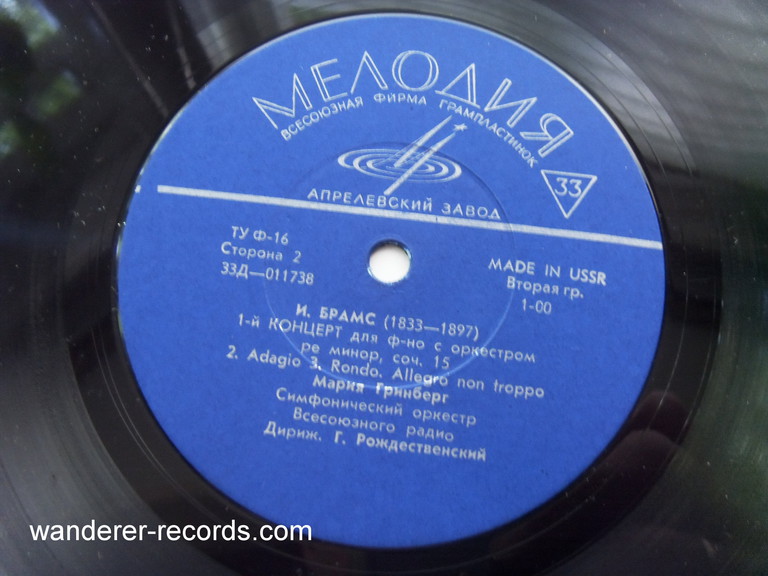 МЕЛОДИЯ
ВСЕСОЮЗНАЯ ФИРМА ГРАМПЛАСТИНОК
33
АПРЕЛЕВСКИЙ ЗАВОД
ТУ Ф-16
Сторона 2
33Д—011738
MADE IN USSR
Вторая гр.
1-00
И. БРАМС (1833—1897)
1-й КОНЦЕРТ для ф-но с оркестром
ре минор, соч. 15
2. Adagio 3. Rondo. Allegro non troppo
Мария Гринберг
Симфонический оркестр
Всесоюзного радио
Дириж. Г. Рождественский
wanderer-records.com